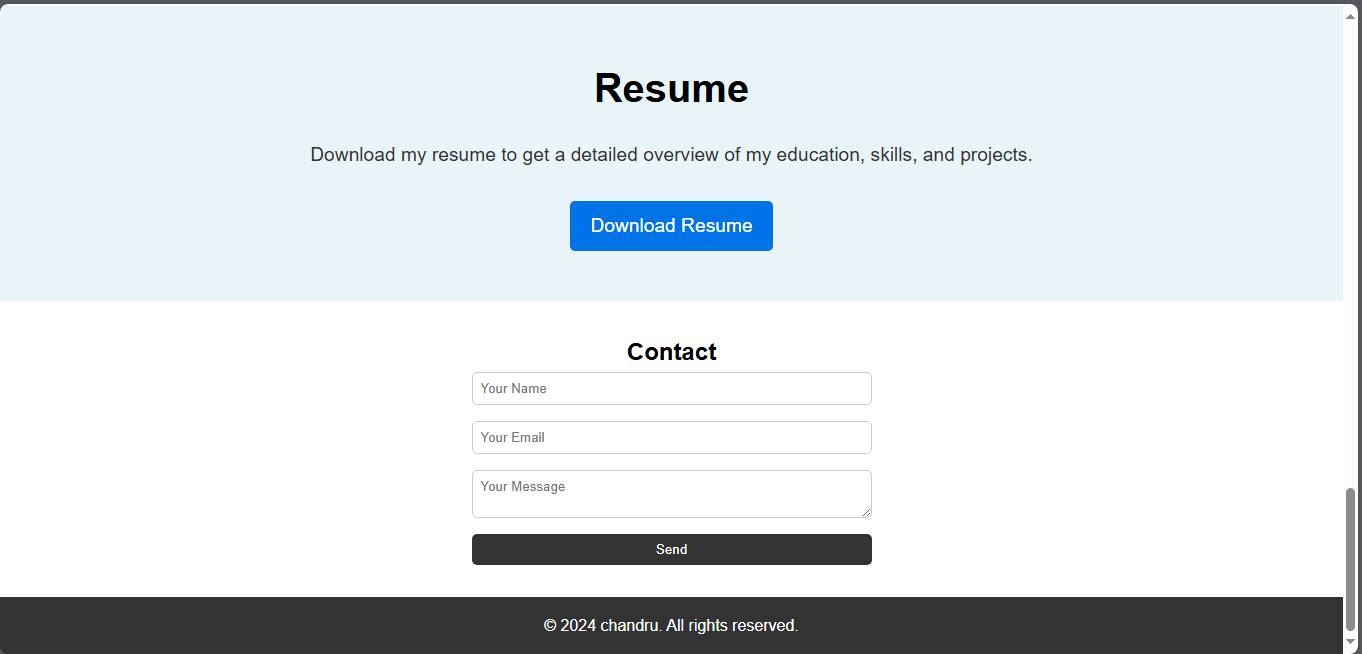 Resume
Download my resume to get a detailed overview of my education, skills, and projects.
Download Resume
Contact
Your Name
Your Email
Your Message
Send
© 2024 chandru. All rights reserved.